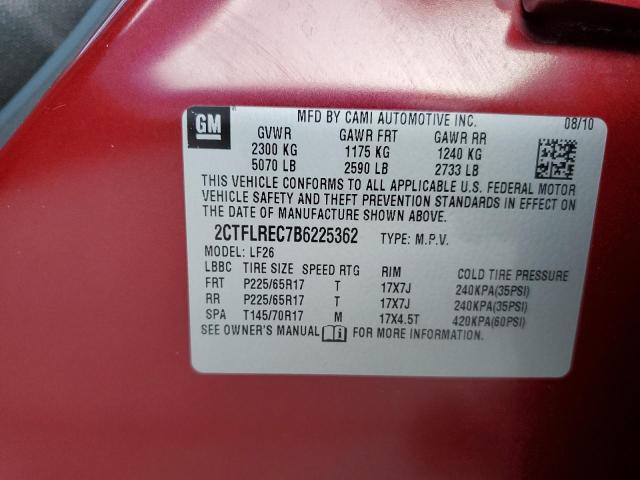 GM
MFD BY CAMI AUTOMOTIVE INC.
08/10
GVWR GAWR FRT GAWR RR
2300 KG 1175 KG 1240 KG
5070 LB 2590 LB 2733 LB
THIS VEHICLE CONFORMS TO ALL APPLICABLE U.S. FEDERAL MOTOR
VEHICLE SAFETY AND THEFT PREVENTION STANDARDS IN EFFECT ON
THE DATE OF MANUFACTURE SHOWN ABOVE.
2CTFLREC7B6225362 TYPE: M.P.V.
MODEL: LF26
LBBC TIRE SIZE SPEED RTG RIM COLD TIRE PRESSURE
FRT P225/65R17 T 17X7J 240KPA(35PSI)
RR P225/65R17 T 17X7J 240KPA(35PSI)
SPA T145/70R17 M 17X4.5T 420KPA(60PSI)
SEE OWNER'S MANUAL i FOR MORE INFORMATION.